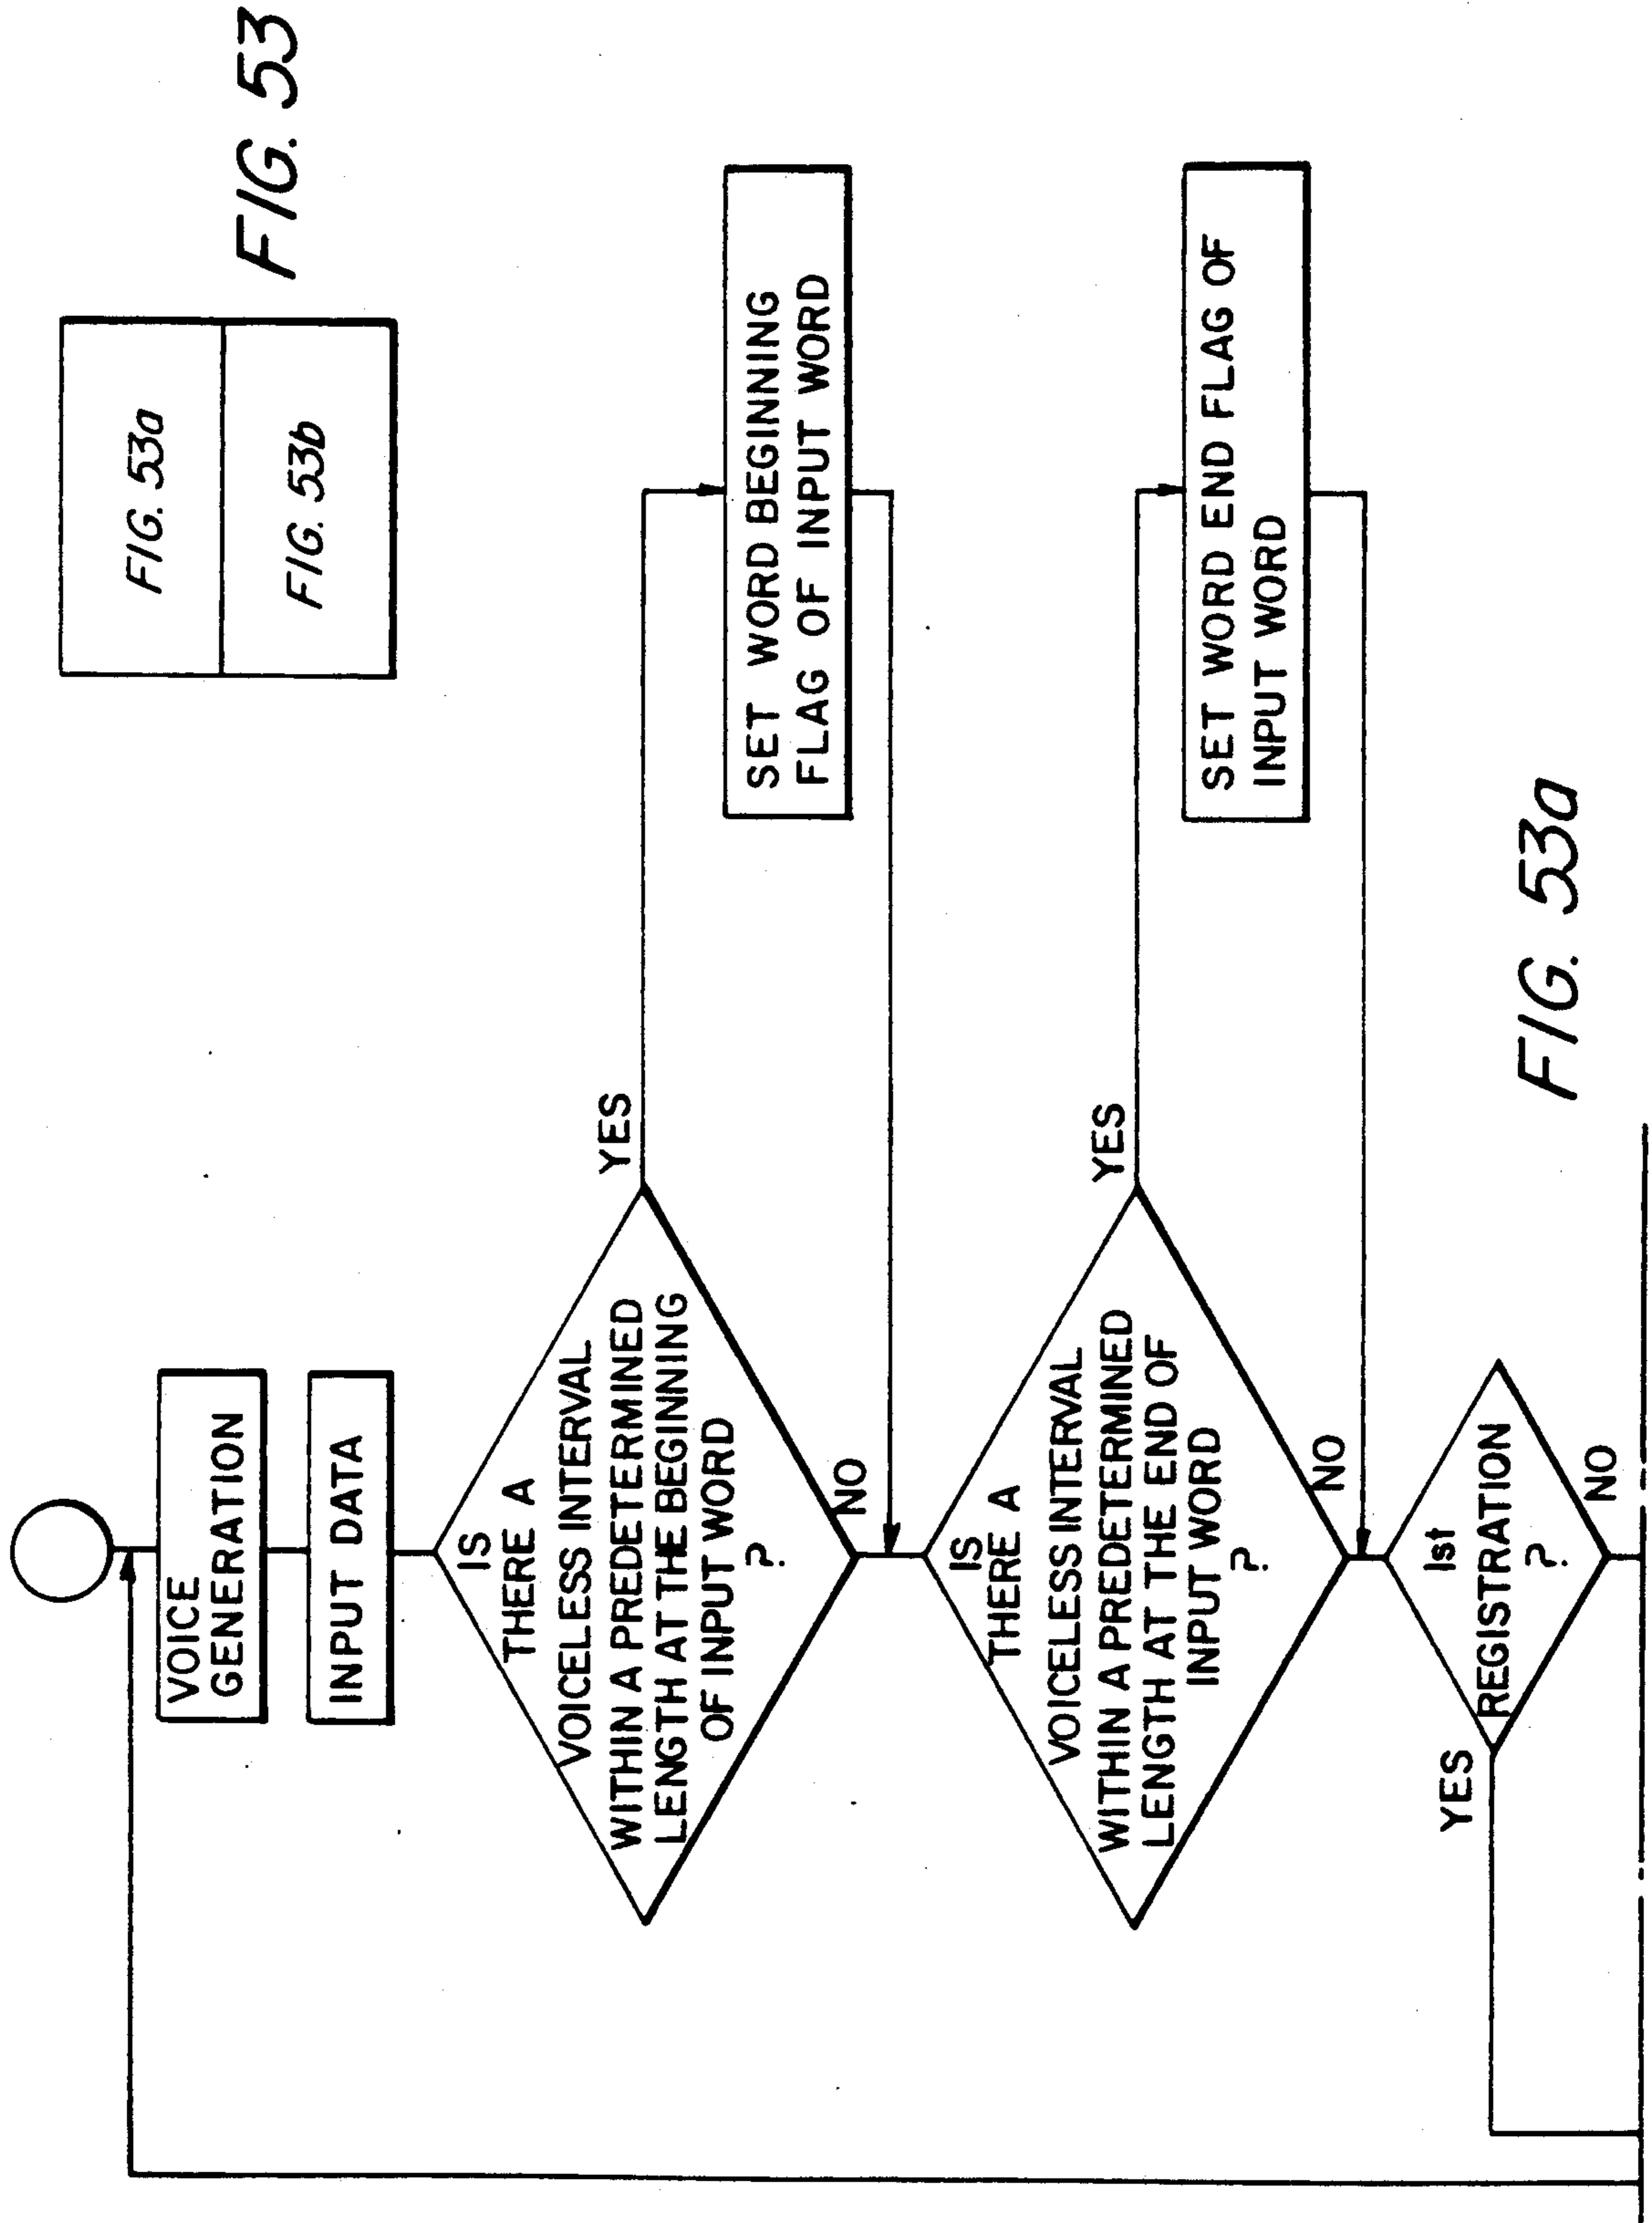 FIG. 53
FIG. 53a
FIG. 53b
VOICE
GENERATION
INPUT DATA
IS
THERE A
VOICELESS INTERVAL
WITHIN A PREDETERMINED
LENGTH AT THE BEGINNING
OF INPUT WORD
?
YES
NO
SET WORD BEGINNING
FLAG OF INPUT WORD
IS
THERE A
VOICELESS INTERVAL
WITHIN A PREDETERMINED
LENGTH AT THE END OF
INPUT WORD
?
YES
NO
SET WORD END FLAG OF
INPUT WORD
1st
REGISTRATION
?
YES
NO
FIG. 53a